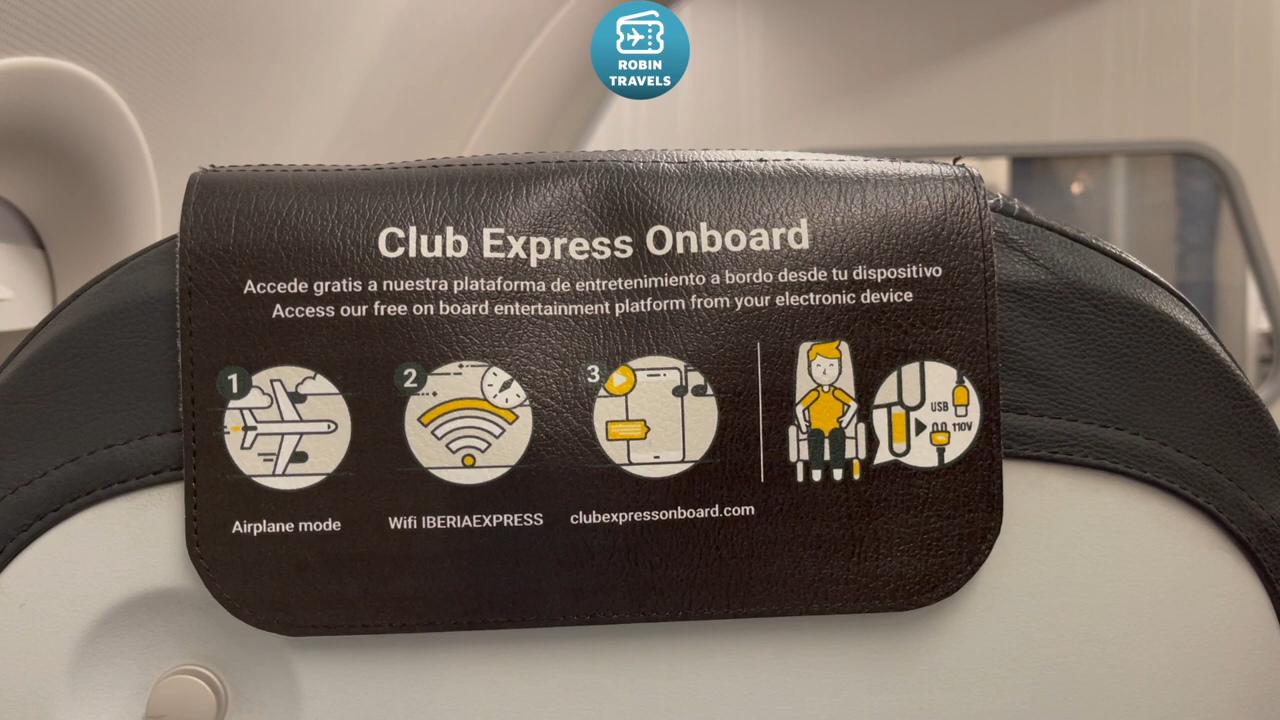 ROBIN
TRAVELS
Club Express Onboard
Accede gratis a nuestra plataforma de entretenimiento a bordo desde tu dispositivo
Access our free on board entertainment platform from your electronic device
1
2
3
USB
110V
Airplane mode
Wifi IBERIAEXPRESS
clubexpressonboard.com